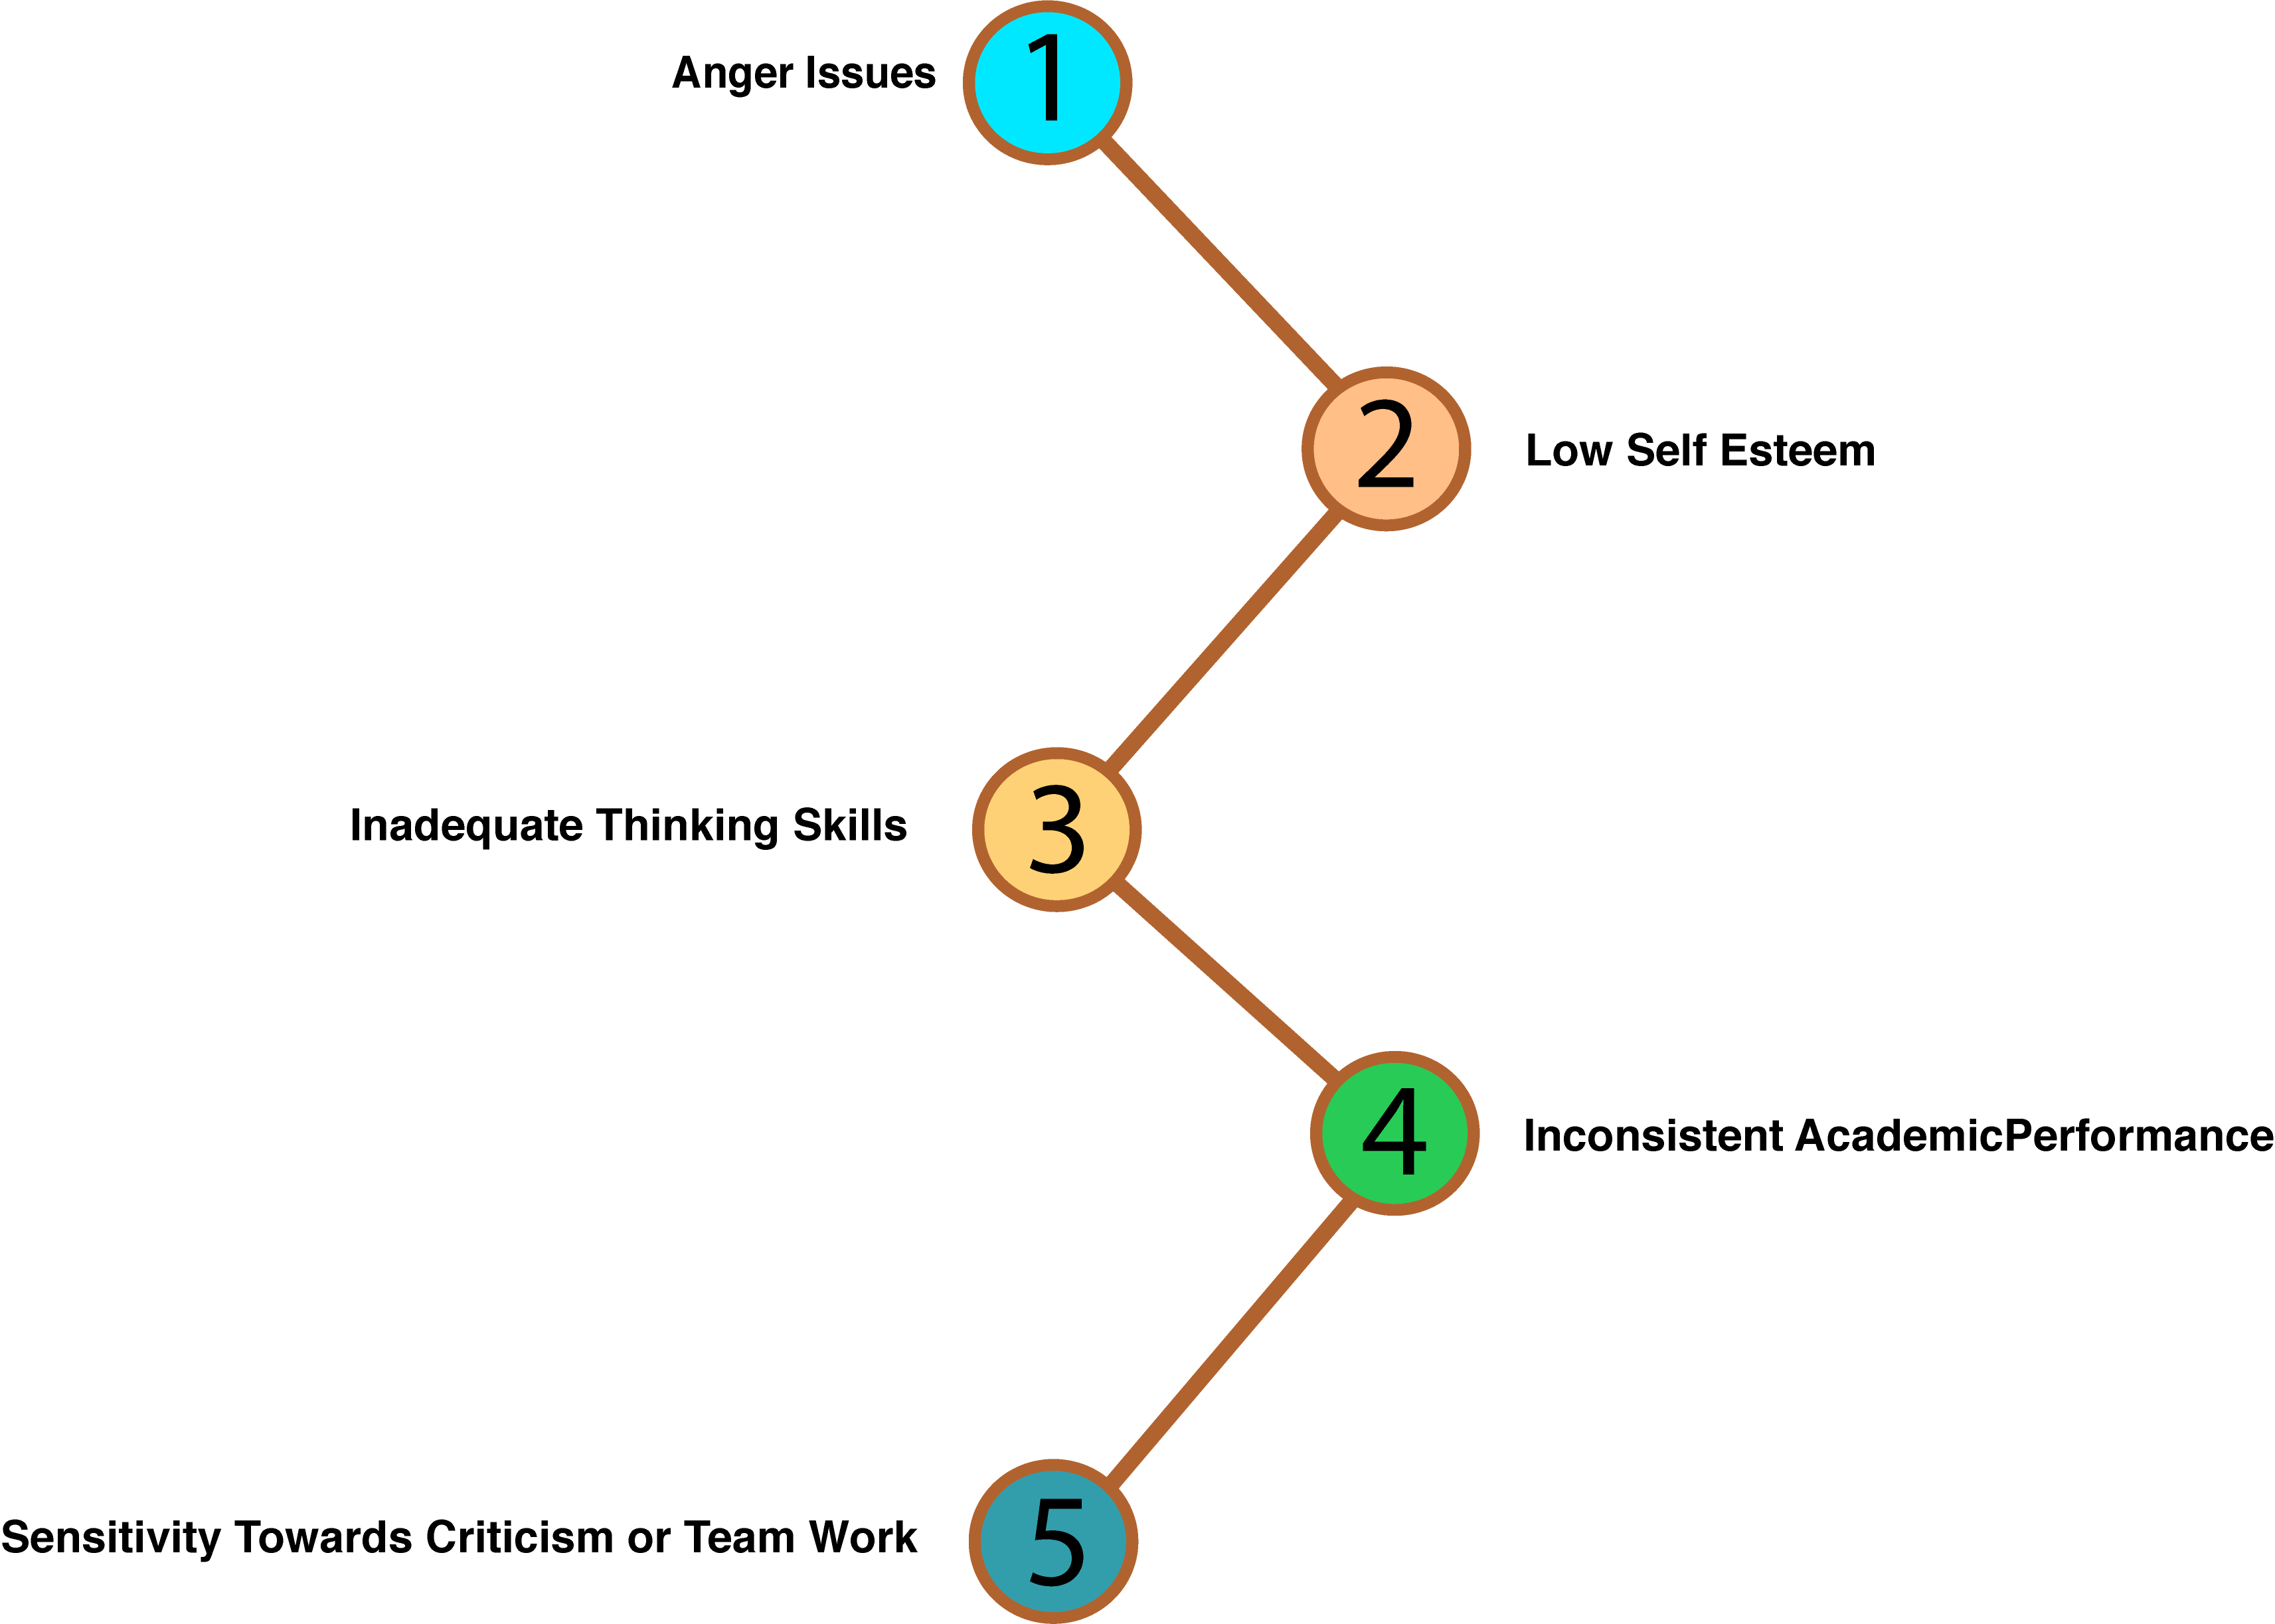 Anger Issues
1
2
Low Self Esteem
Inadequate Thinking Skills
3
4
Inconsistent AcademicPerformance
Sensitivity Towards Criticism or Team Work
5